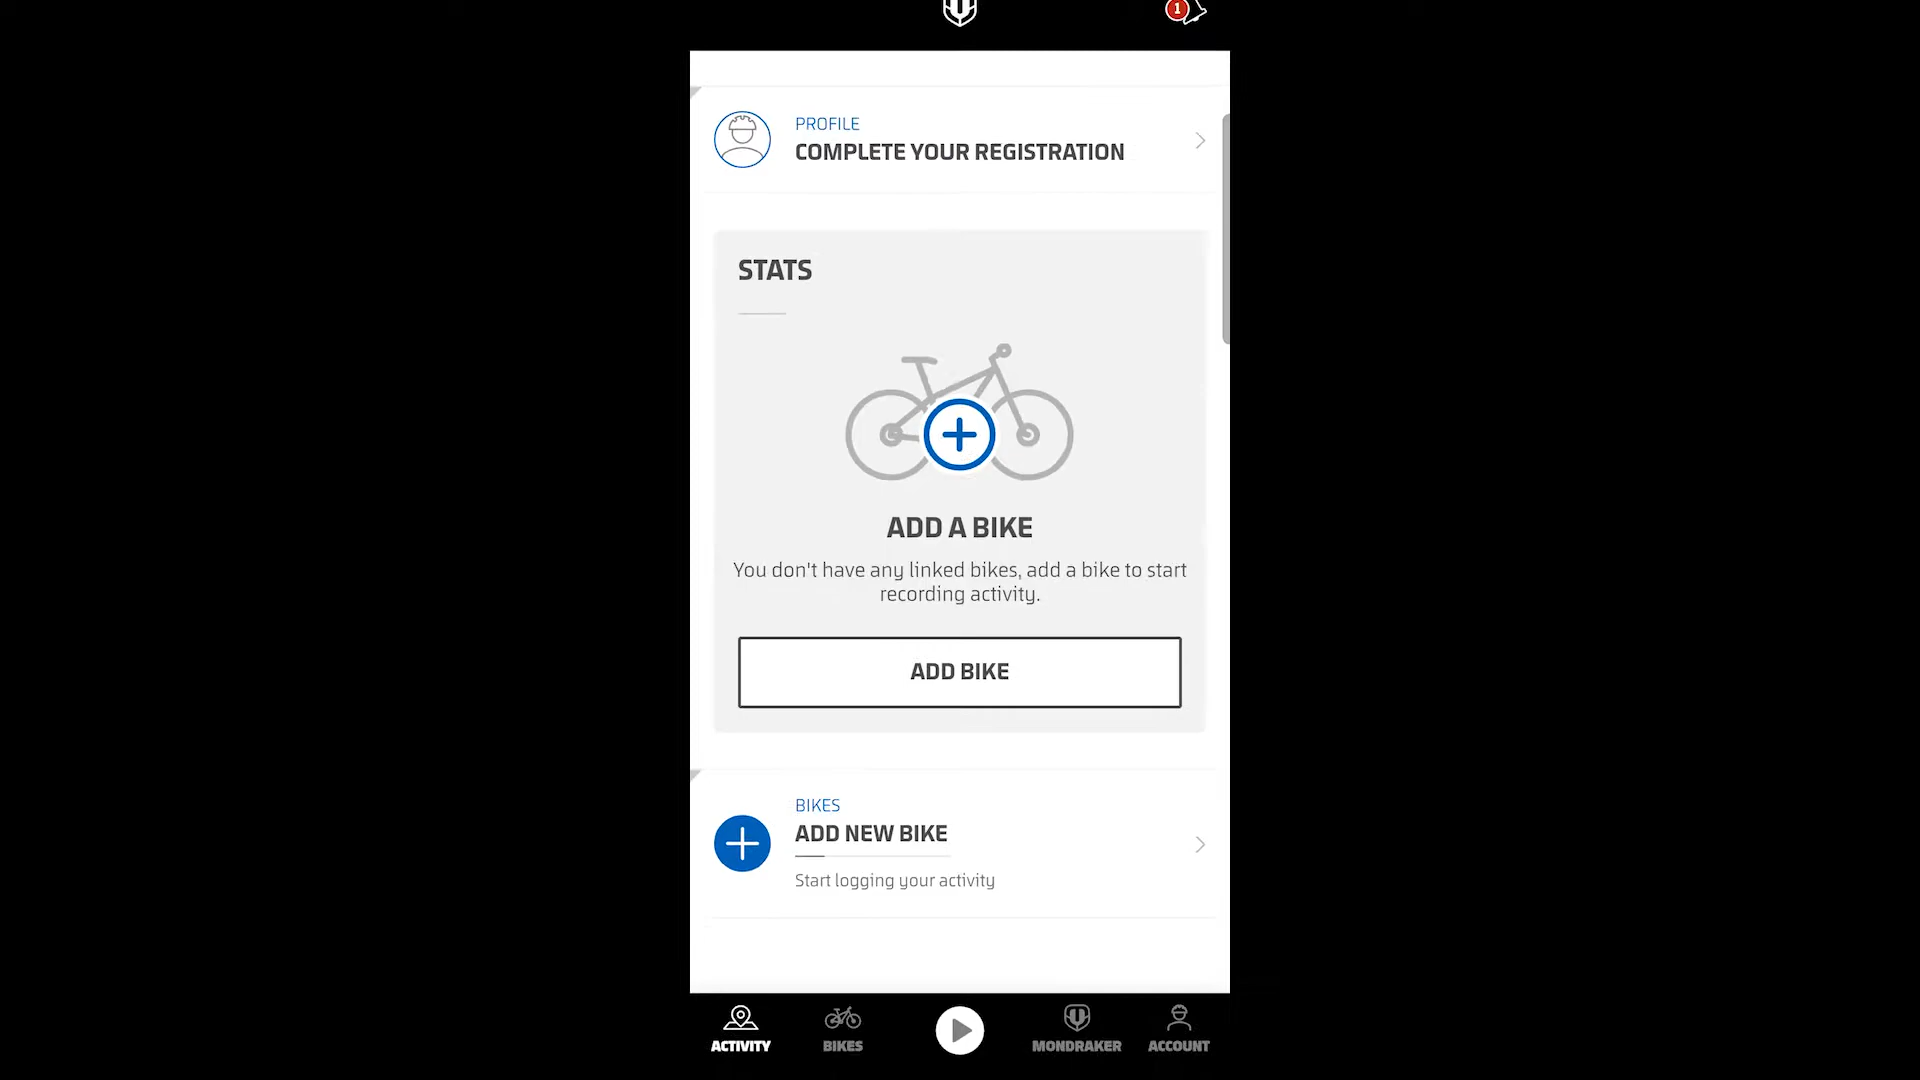 1
PROFILE
COMPLETE YOUR REGISTRATION
STATS
ADD A BIKE
You don't have any linked bikes, add a bike to start
recording activity.
ADD BIKE
BIKES
ADD NEW BIKE
Start logging your activity
ACTIVITY
BIKES
MONDRAKER
ACCOUNT